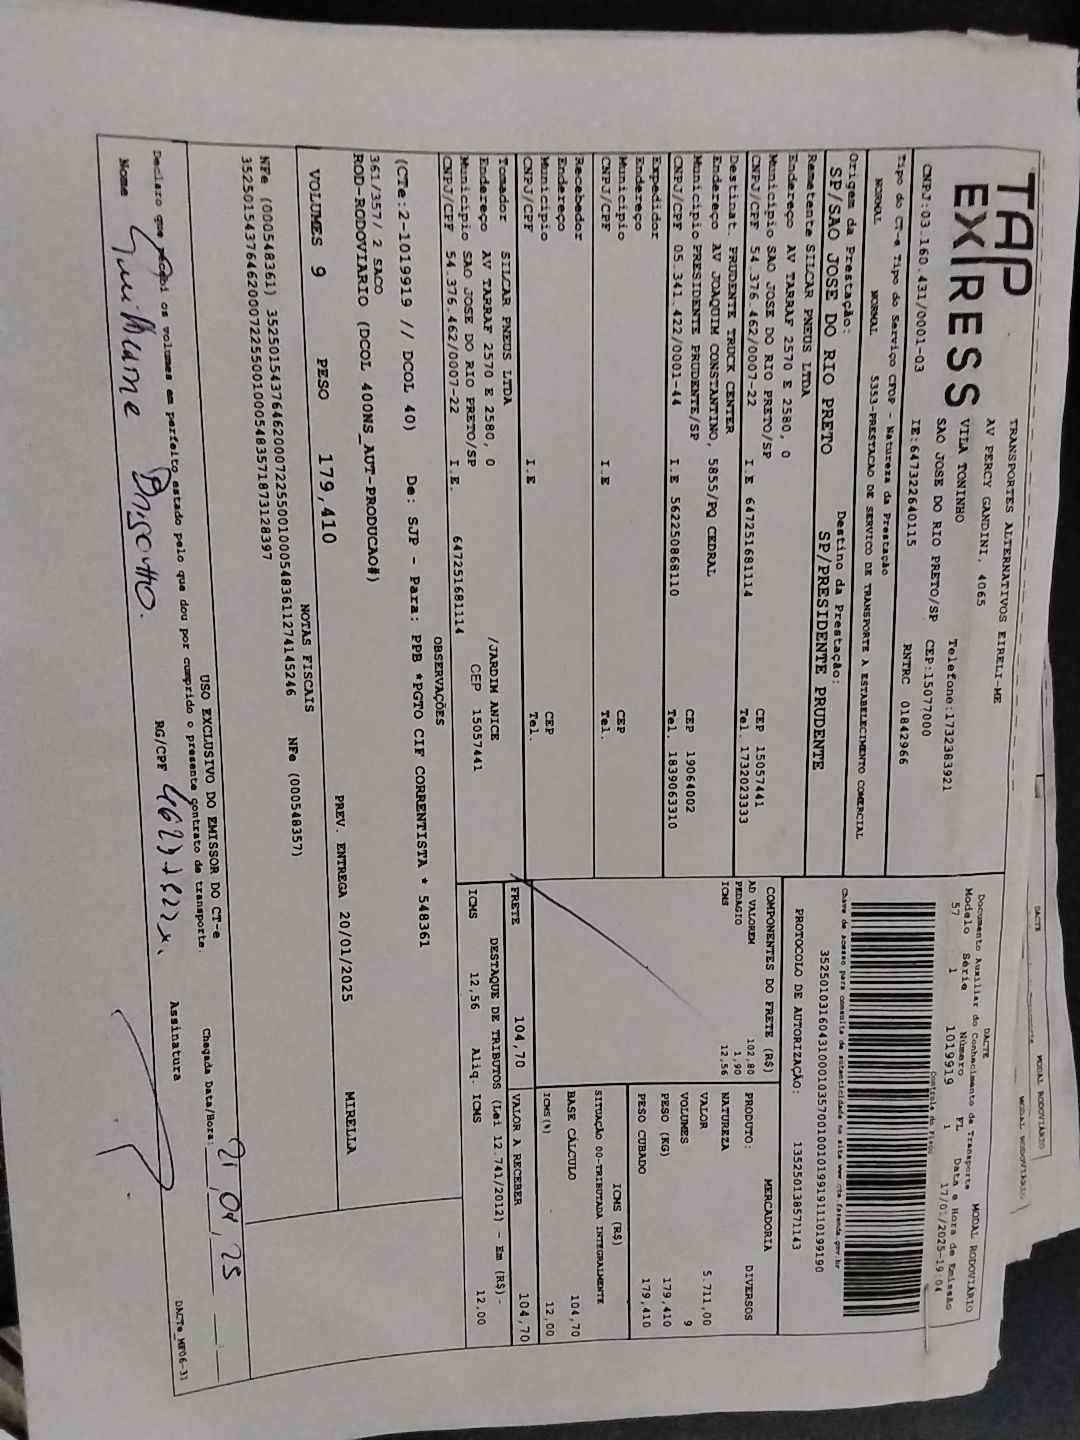 TAP
EXPRESS
TRANSPORTES ALTERNATIVOS EIRELI-ME
AV PERCY GANDINI, 4065
VILA TONINHO
SAO JOSE DO RIO PRETO/SP CEP:15077000
Telefone:1732383921
CNPJ:03.160.431/0001-03 IE:647322640115 RNTRC 01842966
Tipo do CT-e Tipo do Serviço CFOP - Natureza da Prestação
NORMAL NORMAL 5353-PRESTACAO DE SERVICO DE TRANSPORTE A ESTABELECIMENTO COMERCIAL
Origem da Prestação: Destino da Prestação:
SP/SAO JOSE DO RIO PRETO SP/PRESIDENTE PRUDENTE
Remetente SILCAR PNEUS LTDA
Endereço AV TARRAF 2570 E 2580, 0 CEP 15057441
Municipio SAO JOSE DO RIO PRETO/SP Tel. 1732023333
CNPJ/CPF 54.376.462/0007-22 I.E 647251681114
Destinat. PRUDENTE TRUCK CENTER
Endereço AV JOAQUIM CONSTANTINO, 5855/PQ CEDRAL CEP 19064002
Municipio PRESIDENTE PRUDENTE/SP Tel. 1839063310
CNPJ/CPF 05.341.422/0001-44 I.E 562250868110
Expedidor
Endereço CEP
Municipio Tel.
CNPJ/CPF I.E
Recebedor
Endereço CEP
Municipio Tel.
CNPJ/CPF I.E
Tomador SILCAR PNEUS LTDA
Endereço AV TARRAF 2570 E 2580, 0 /JARDIM ANICE
Municipio SAO JOSE DO RIO PRETO/SP CEP 15057441
CNPJ/CPF 54.376.462/0007-22 I.E. 647251681114
DACTE MODAL RODOVIÁRIO
Documento Auxiliar do Conhecimento de Transporte
Modelo Série Número FL Data e Hora de Emissão
57 1 1019919 1 17/01/2025-19:04
Controle do Fisco
Chave de acesso para consulta de autenticidade no site www.cte.fazenda.gov.br
35250103160431000103570010010199191110199190
PROTOCOLO DE AUTORIZAÇÃO: 135250138571143
COMPONENTES DO FRETE (R$)
AD VALOREM 102,80
PEDAGIO 1,90
ICMS 12,56
MERCADORIA
PRODUTO: DIVERSOS
NATUREZA
VALOR 5.711,00
VOLUMES 9
PESO (KG) 179,410
PESO CUBADO 179,410
ICMS (R$)
SITUAÇÃO 00-TRIBUTADA INTEGRALMENTE
BASE CÁLCULO 104,70
ICMS(%) 12,00
FRETE 104,70 VALOR A RECEBER 104,70
DESTAQUE DE TRIBUTOS (Lei 12.741/2012) - Em (R$)-
ICMS 12,56 Aliq. ICMS 12,00
OBSERVAÇÕES
(CTe:2-1019919 // DCOL 40) De: SJP - Para: PPB *PGTO CIF CORRENTISTA * 548361
361/357/ 2 SACO
ROD-RODOVIARIO (DCOL 400NS_AUT-PRODUCAO#)
MIRELLA
VOLUMES 9 PESO 179,410 PREV. ENTREGA 20/01/2025
NOTAS FISCAIS
NFe (000548361) 35250154376462000722550010005483611274145246 NFe (000548357)
35250154376462000722550010005483571873128397
USO EXCLUSIVO DO EMISSOR DO CT-e
Declaro que recebi os volumes em perfeito estado pelo que dou por cumprido o presente contrato de transporte.
Chegada Data/Hora: 21,01,25
Nome Guilherme RG/CPF Assinatura
DACTe_MF06-31
DACTE MODAL RODOVIÁRIO
MODAL RODOVIÁRIO